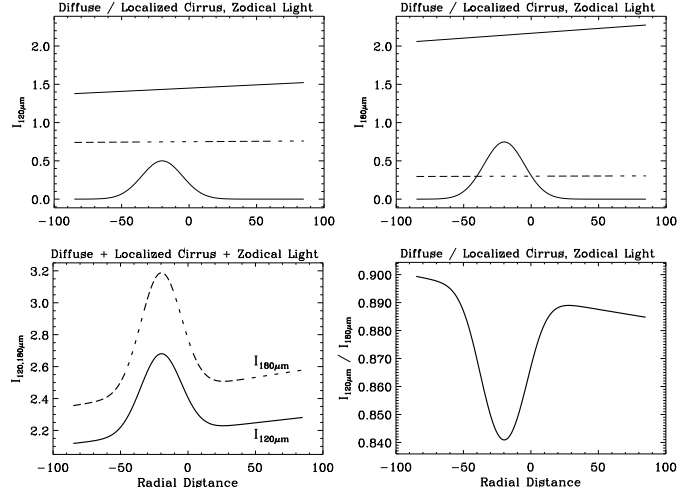 Diffuse / Localized Cirrus, Zodical Light
2.0
1.5
1.0
0.5
0.0
I120μm
-100 -50 0 50 100
Diffuse / Localized Cirrus, Zodical Light
2.0
1.5
1.0
0.5
0.0
I180μm
-100 -50 0 50 100
Diffuse + Localized Cirrus + Zodical Light
3.2
3.0
2.8
2.6
2.4
2.2
I120,180μm
I180μm
I120μm
-100 -50 0 50 100
Radial Distance
Diffuse / Localized Cirrus, Zodical Light
0.900
0.890
0.880
0.870
0.860
0.850
0.840
I120μm / I180μm
-100 -50 0 50 100
Radial Distance